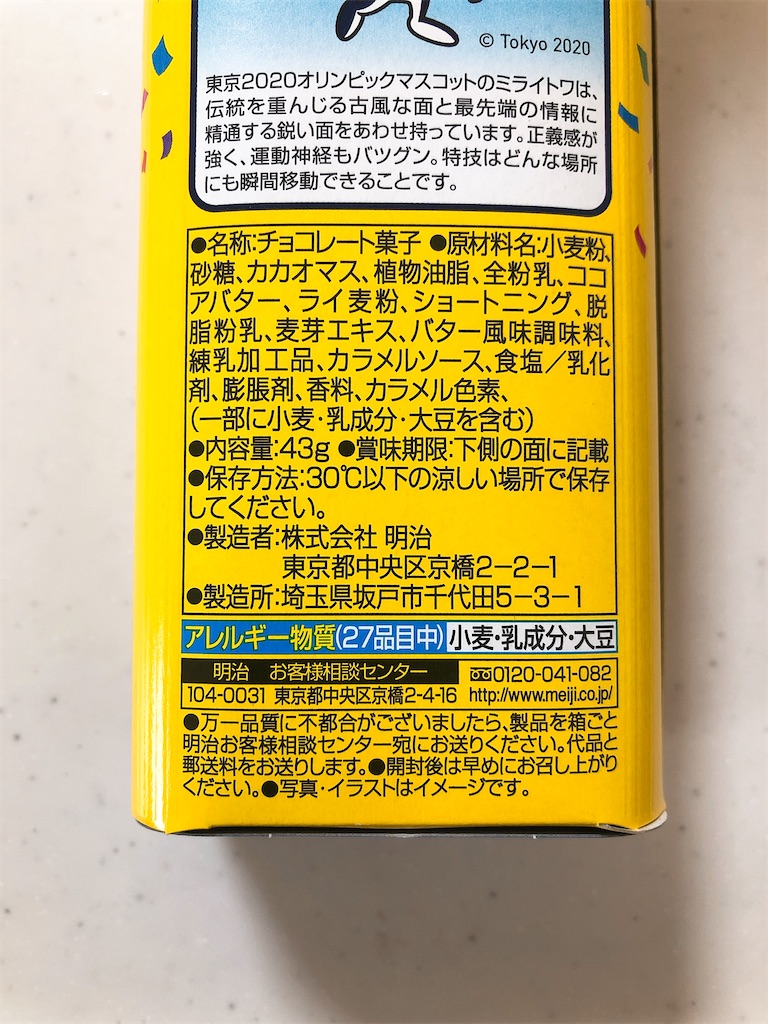 © Tokyo 2020
東京2020オリンピックマスコットのミライトワは、
伝統を重んじる古風な面と最先端の情報に
精通する鋭い面をあわせ持っています。正義感が
強く、運動神経もバツグン。特技はどんな場所
にも瞬間移動できることです。
●名称:チョコレート菓子 ●原材料名:小麦粉、
砂糖、カカオマス、植物油脂、全粉乳、ココ
アバター、ライ麦粉、ショートニング、脱
脂粉乳、麦芽エキス、バター風味調味料、
練乳加工品、カラメルソース、食塩/乳化
剤、膨脹剤、香料、カラメル色素、
(一部に小麦・乳成分・大豆を含む)
●内容量:43g ●賞味期限:下側の面に記載
●保存方法:30℃以下の涼しい場所で保存
してください。
●製造者:株式会社 明治
東京都中央区京橋2-2-1
●製造所:埼玉県坂戸市千代田5-3-1
アレルギー物質(27品目中) 小麦・乳成分・大豆
明治 お客様相談センター 0120-041-082
104-0031 東京都中央区京橋2-4-16 http://www.meiji.co.jp/
●万一品質に不都合がございましたら、製品を箱ごと
明治お客様相談センター宛にお送りください。代品と
郵送料をお送りします。●開封後は早めにお召し上がり
ください。●写真・イラストはイメージです。